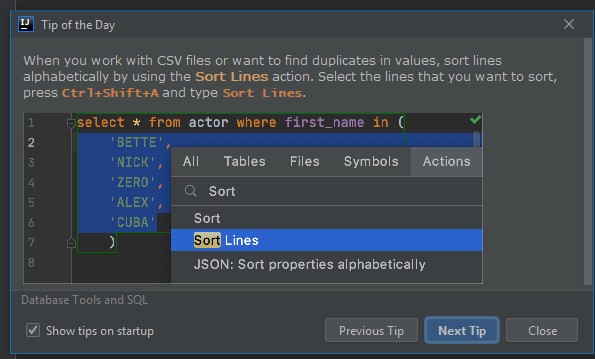 IJ
Tip of the Day
When you work with CSV files or want to find duplicates in values, sort lines
alphabetically by using the Sort Lines action. Select the lines that you want to sort,
press Ctrl+Shift+A and type Sort Lines.
1 select * from actor where first_name in (
2 'BETTE',
3 'NICK',
4 'ZERO',
5 'ALEX',
6 'CUBA'
7 )
8
All Tables Files Symbols Actions
Sort
Sort
Sort Lines
JSON: Sort properties alphabetically
Database Tools and SQL
Show tips on startup
Previous Tip Next Tip Close